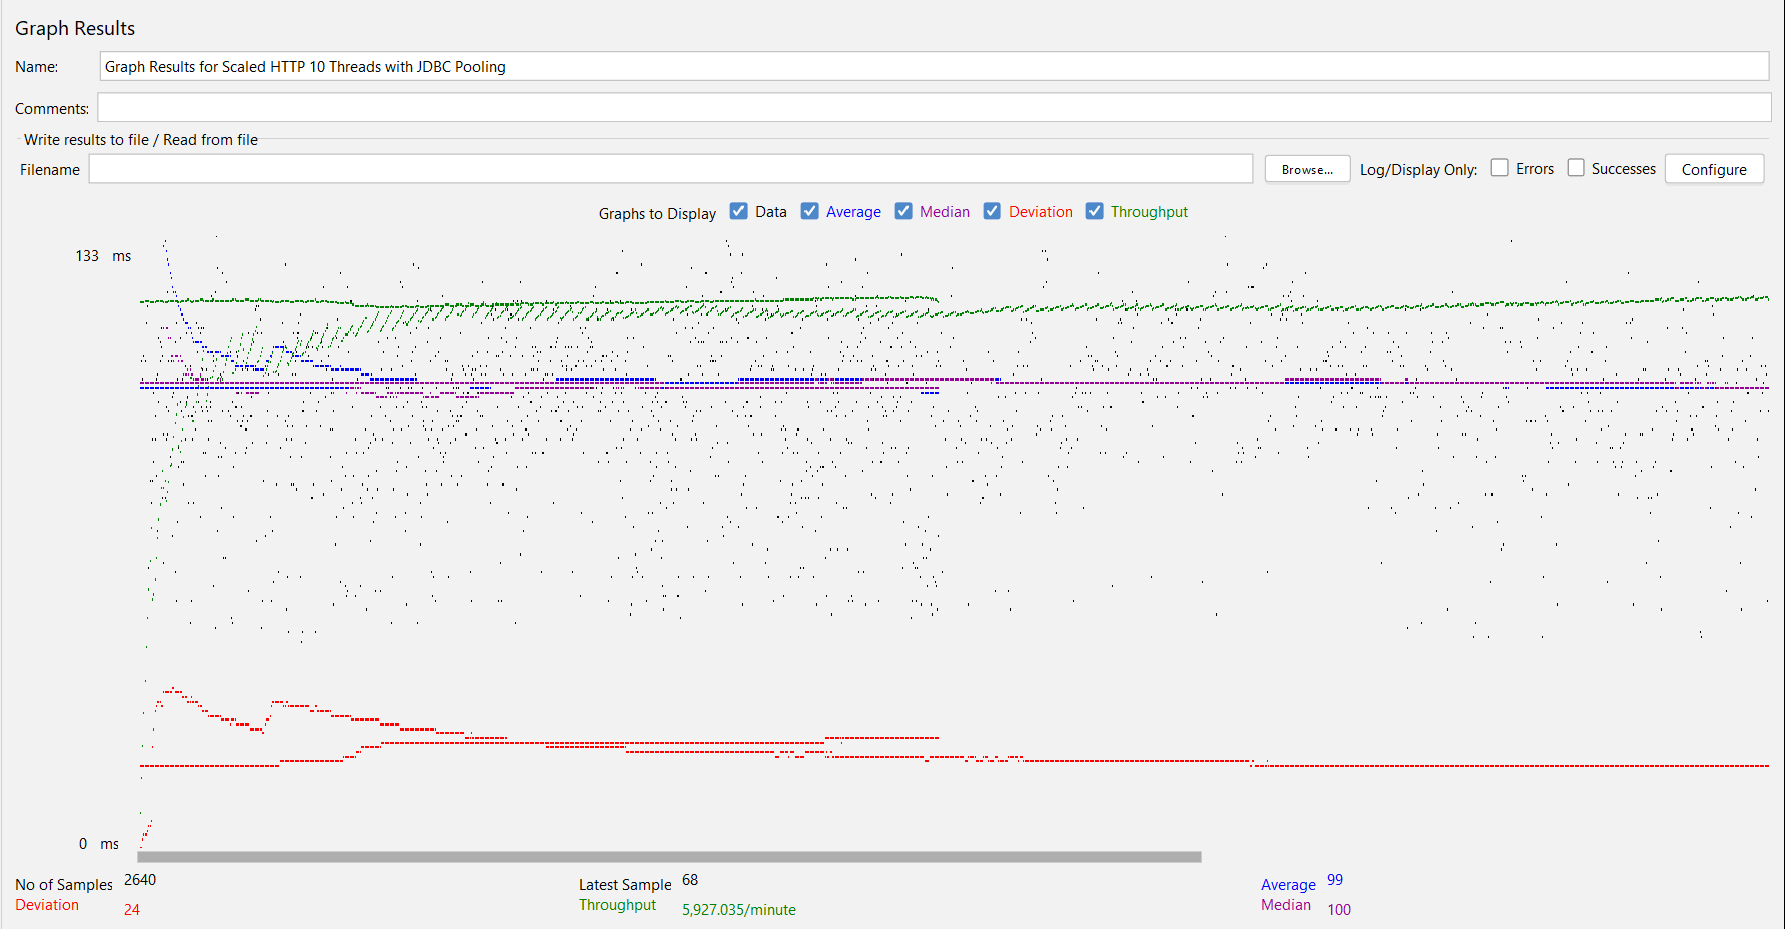 Graph Results
Name: Graph Results for Scaled HTTP 10 Threads with JDBC Pooling
Comments:
Write results to file / Read from file
Filename Browse... Log/Display Only: Errors Successes Configure
Graphs to Display Data Average Median Deviation Throughput
133 ms
0 ms
No of Samples 2640 Latest Sample 68 Average 99
Deviation 24 Throughput 5,927.035/minute Median 100